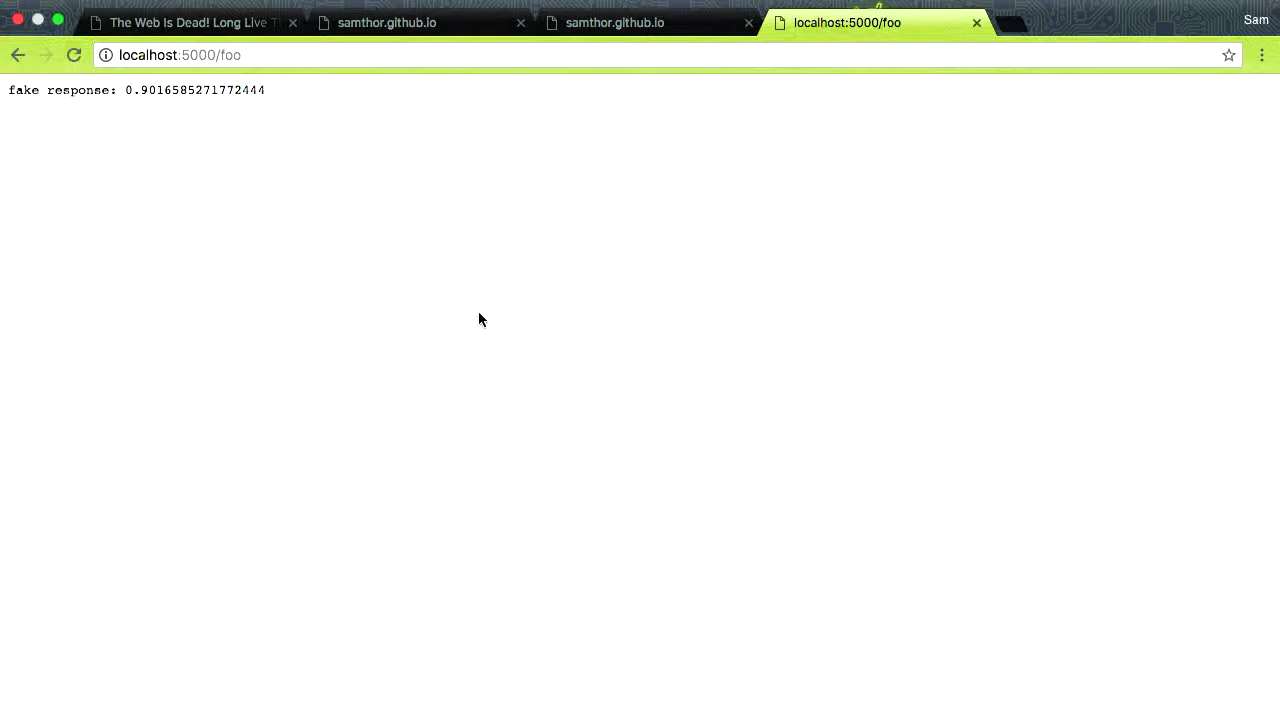 The Web Is Dead! Long Live T
samthor.github.io
samthor.github.io
localhost:5000/foo
Sam
localhost:5000/foo
fake response: 0.9016585271772444